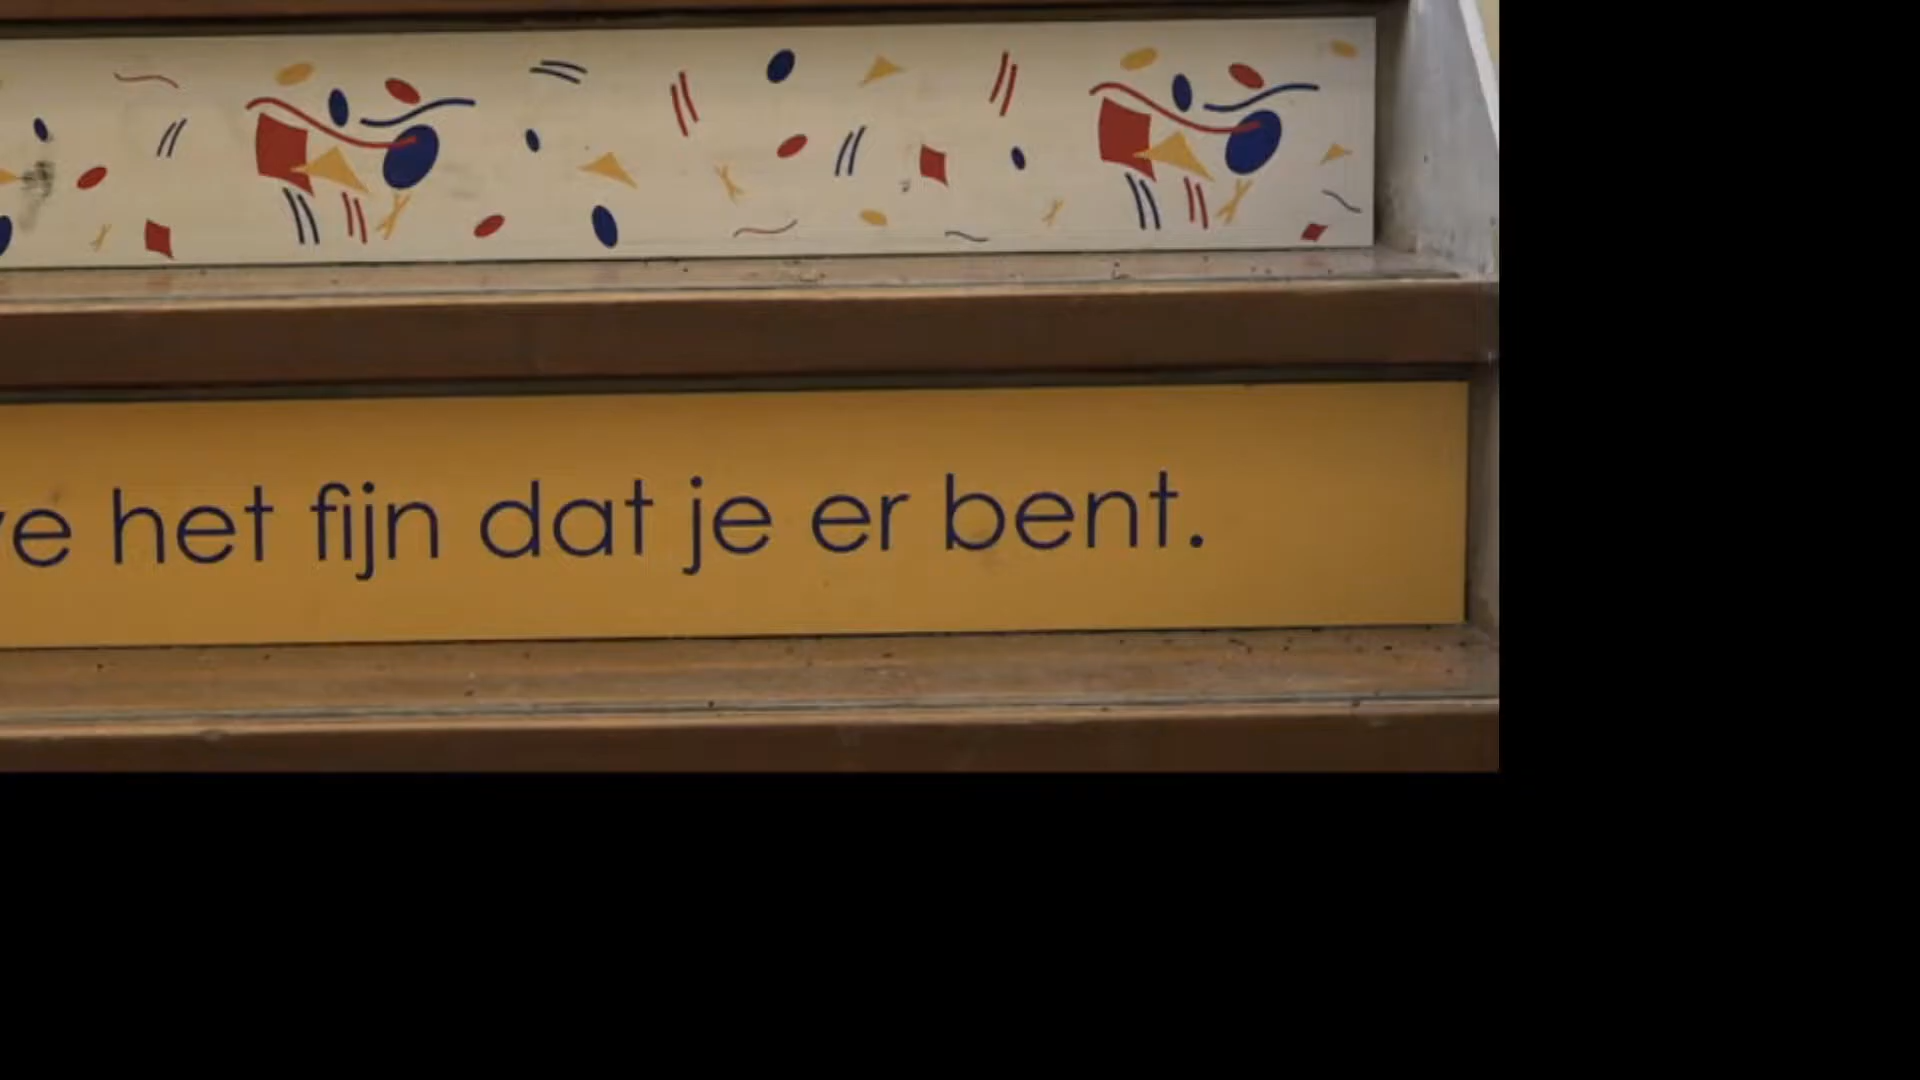 het fijn dat je er bent.